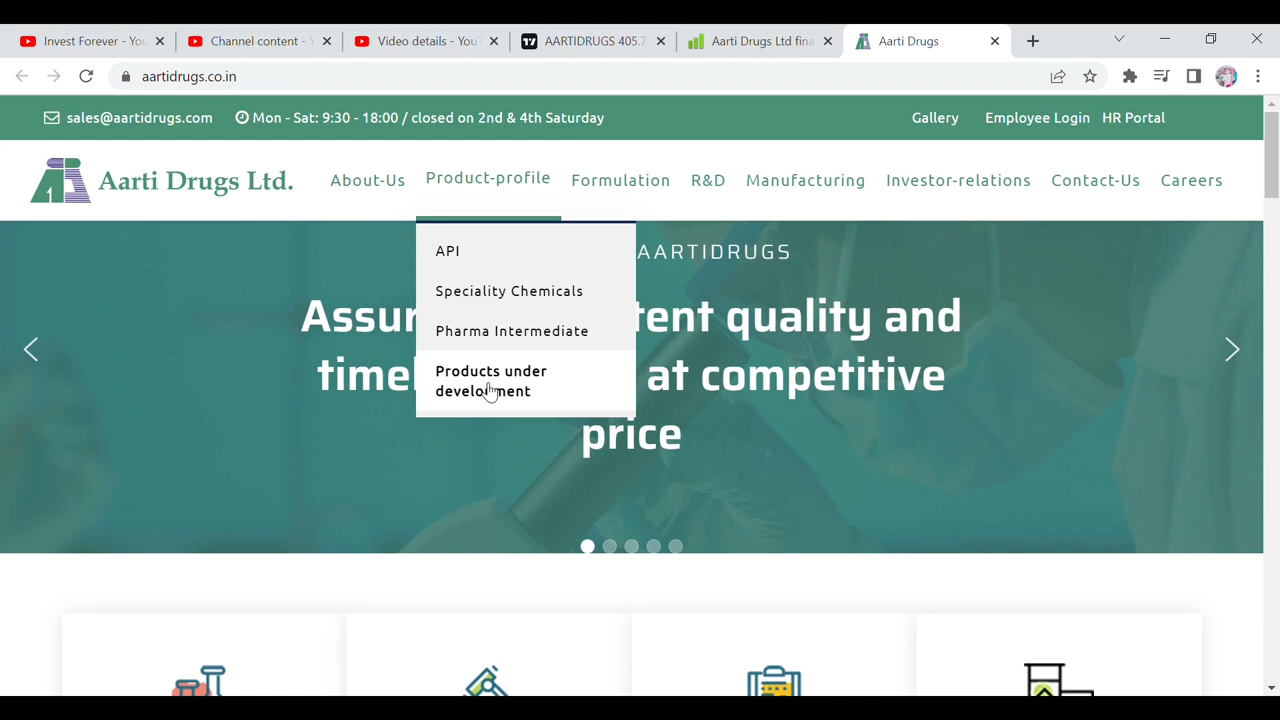 Invest Forever - You
Channel content - Y
Video details - YouT
AARTIDRUGS 405.7
Aarti Drugs Ltd fina
Aarti Drugs
aartidrugs.co.in
sales@aartidrugs.com
Mon - Sat: 9:30 - 18:00 / closed on 2nd & 4th Saturday
Gallery
Employee Login
HR Portal
Aarti Drugs Ltd.
About-Us
Product-profile
Formulation
R&D
Manufacturing
Investor-relations
Contact-Us
Careers
API
Speciality Chemicals
Pharma Intermediate
Products under
development
AARTIDRUGS
Assur tent quality and
timel at competitive
price